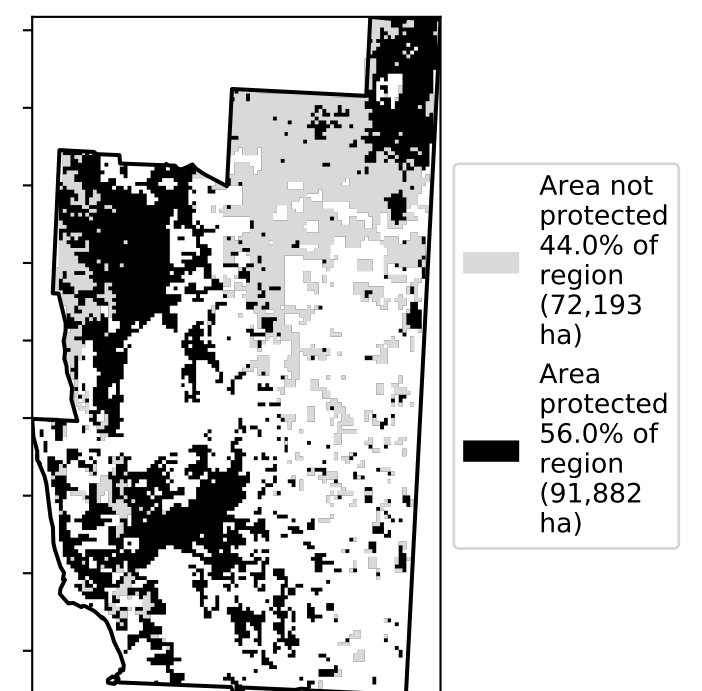 Area not
protected
44.0% of
region
(72,193
ha)
Area
protected
56.0% of
region
(91,882
ha)